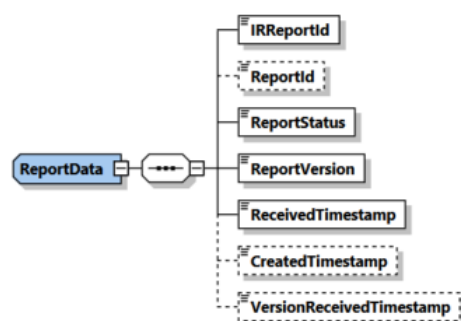 IRReportId
ReportId
ReportStatus
ReportData
ReportVersion
ReceivedTimestamp
CreatedTimestamp
VersionReceivedTimestamp